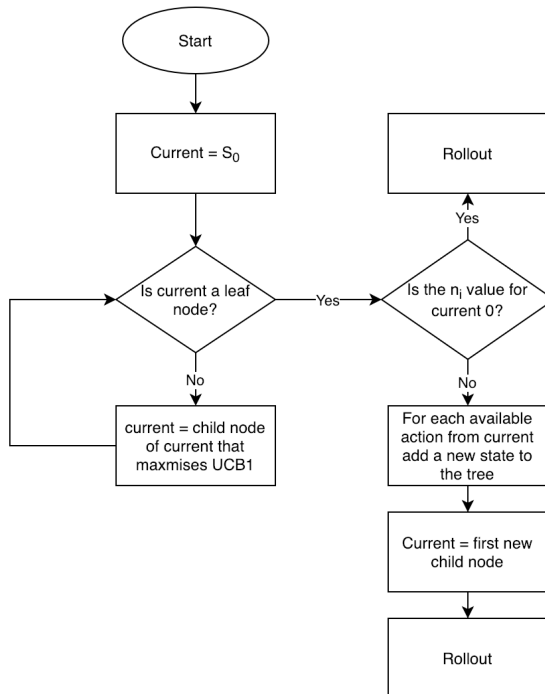 Start
Current = S₀
Is current a leaf
node?
Yes
No
current = child node
of current that
maxmises UCB1
Is the nᵢ value for
current 0?
Yes
Rollout
No
For each available
action from current
add a new state to
the tree
Current = first new
child node
Rollout